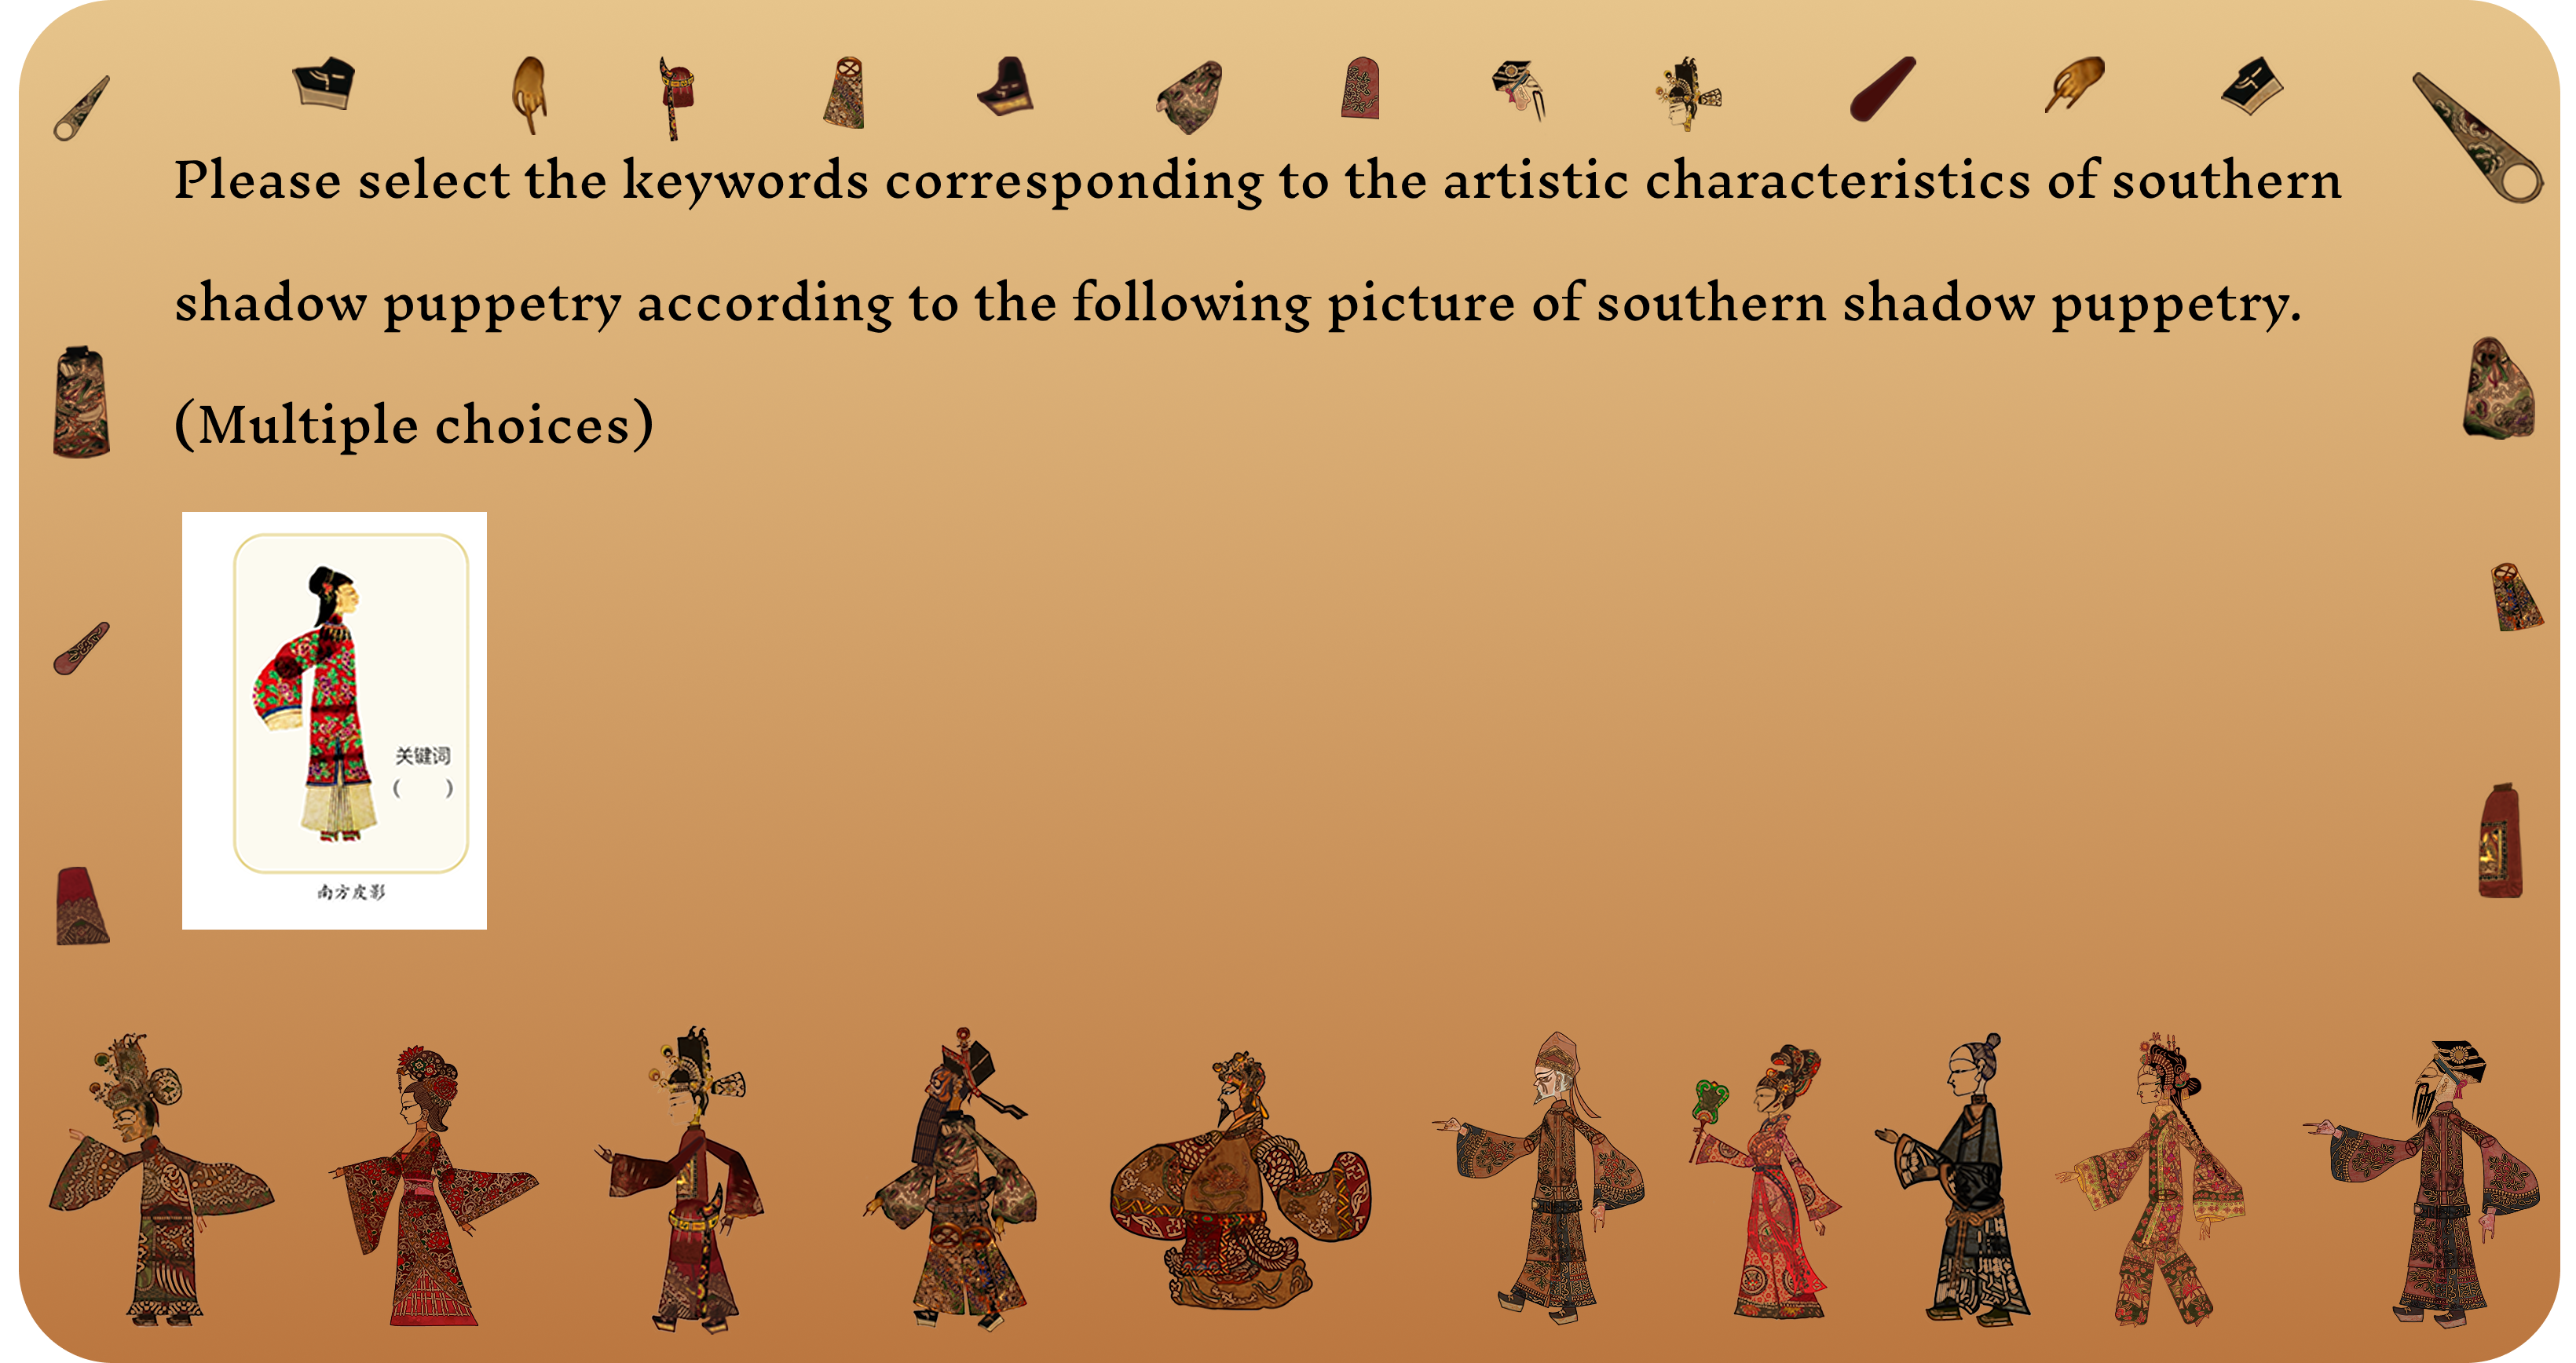 Please select the keywords corresponding to the artistic characteristics of southern
shadow puppetry according to the following picture of southern shadow puppetry.
(Multiple choices)
关键词
(    )
南方皮影